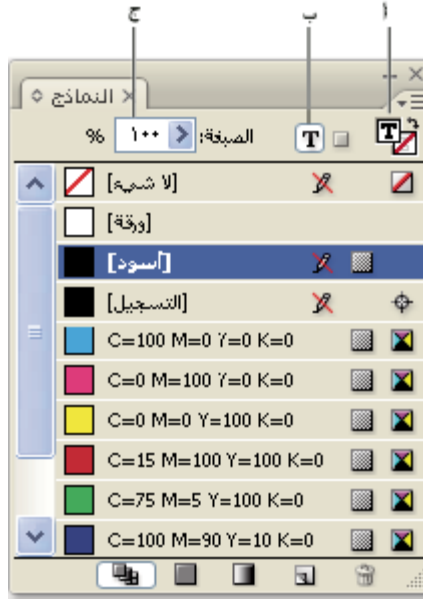 ا ب ج
النماذج
الصبغة: ١٠٠ %
[لا شيء]
[ورقة]
[أسود]
[التسجيل]
C=100 M=0 Y=0 K=0
C=0 M=100 Y=0 K=0
C=0 M=0 Y=100 K=0
C=15 M=100 Y=100 K=0
C=75 M=5 Y=100 K=0
C=100 M=90 Y=10 K=0